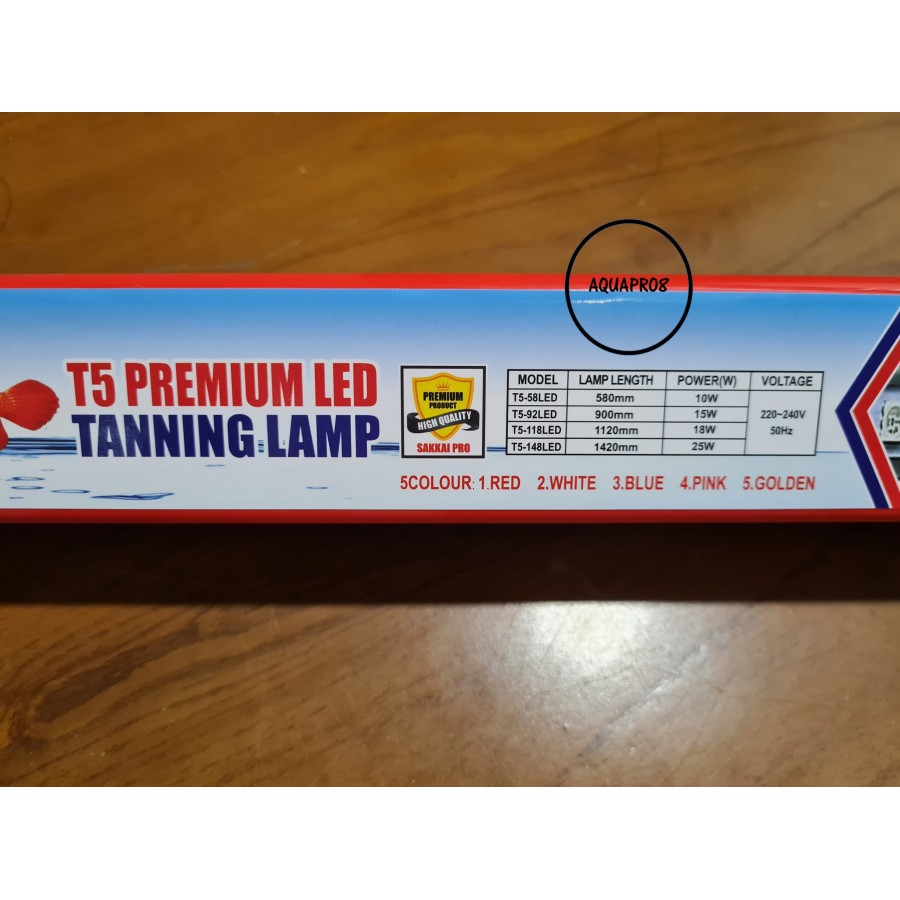 AQUAPRO8
T5 PREMIUM LED
TANNING LAMP
PREMIUM
PRODUCT
HIGH QUALITY
SAKKAI PRO
MODEL LAMP LENGTH POWER(W) VOLTAGE
T5-58LED 580mm 10W
T5-92LED 900mm 15W
T5-118LED 1120mm 18W
T5-148LED 1420mm 25W
220~240V
50Hz
5COLOUR: 1.RED 2.WHITE 3.BLUE 4.PINK 5.GOLDEN